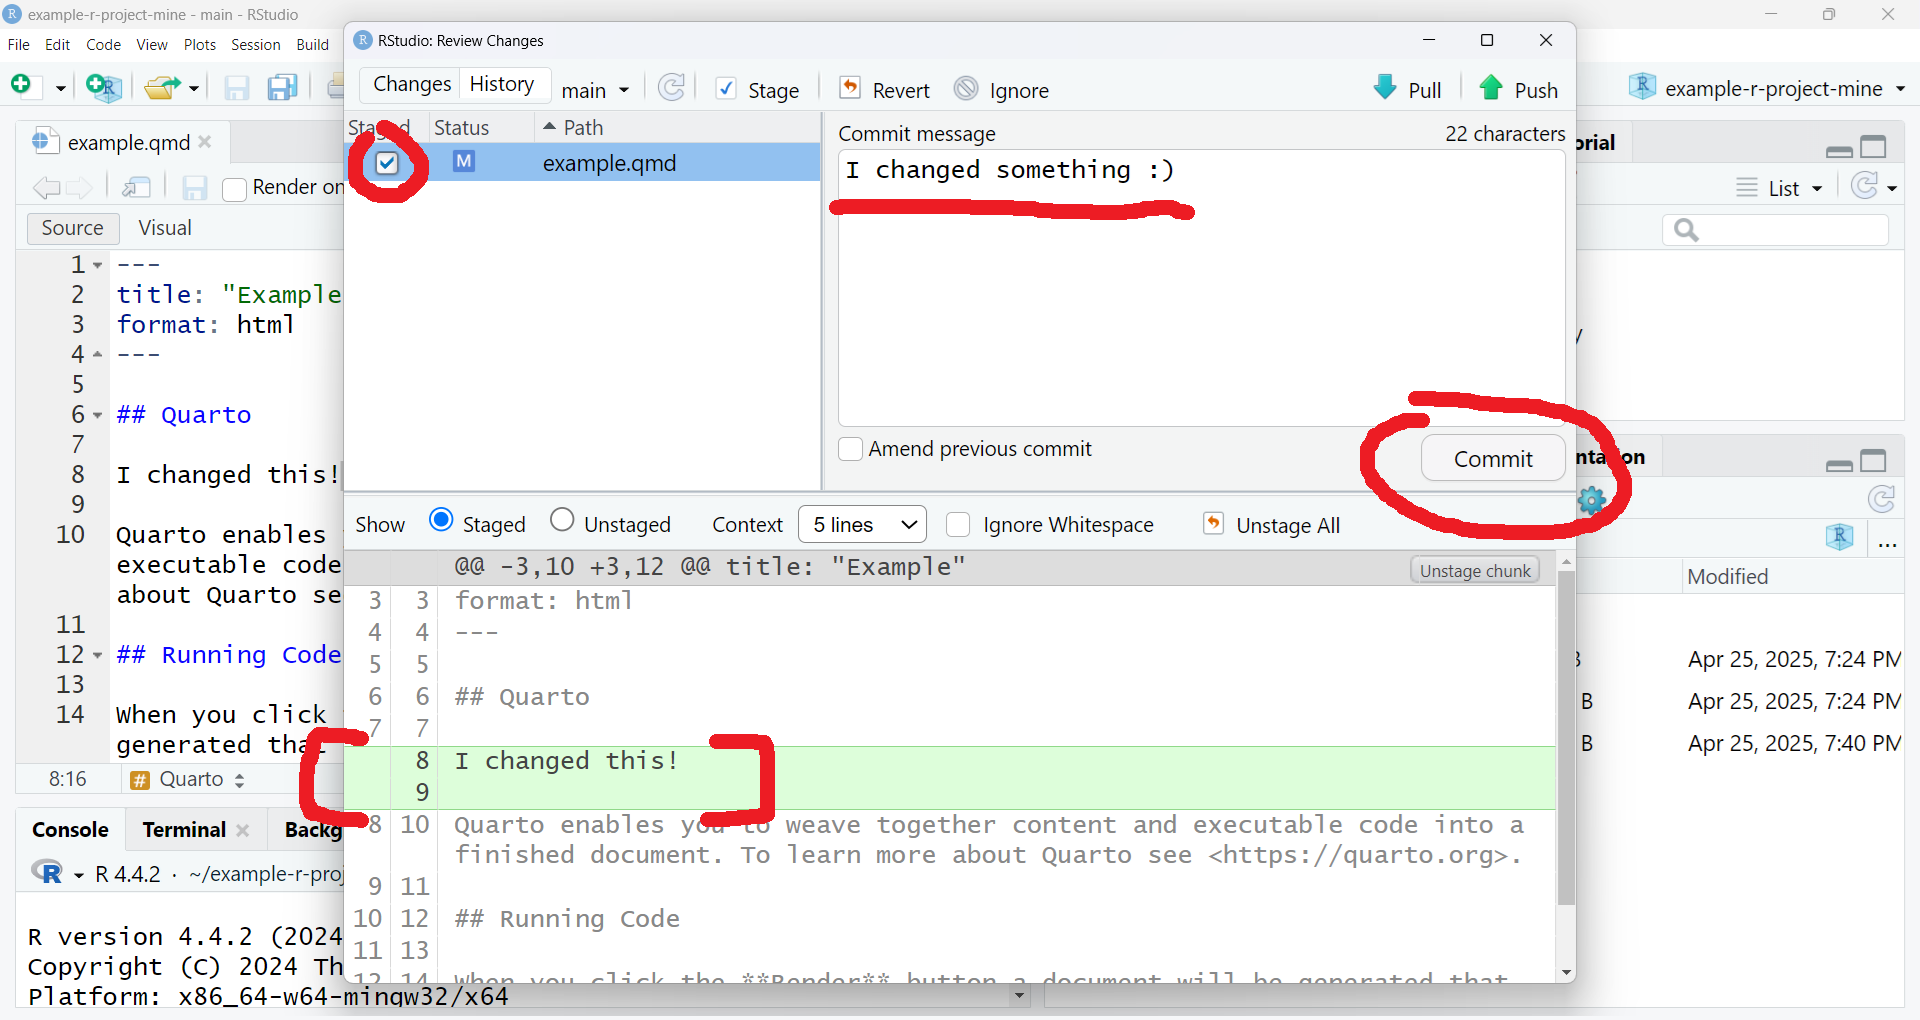 example-r-project-mine - main - RStudio
File Edit Code View Plots Session Build
example-r-project-mine
example.qmd
Render on
Source Visual
1 ---
2 title: "Example
3 format: html
4 ---
5
6 ## Quarto
7
8 I changed this!
9
10 Quarto enables
executable code
about Quarto se
11
12 ## Running Code
13
14 When you click
generated that
8:16 # Quarto
Console Terminal Backg
R 4.4.2 · ~/example-r-proj
R version 4.4.2 (2024
Copyright (C) 2024 Th
Platform: x86_64-w64-mingw32/x64
RStudio: Review Changes
Changes History main Stage Revert Ignore Pull Push
Staged Status Path
M example.qmd
Commit message 22 characters
I changed something :)
Amend previous commit Commit
Show Staged Unstaged Context 5 lines Ignore Whitespace Unstage All
@@ -3,10 +3,12 @@ title: "Example" Unstage chunk
3 3 format: html
4 4 ---
5 5
6 6 ## Quarto
7 7
8 I changed this!
9
8 10 Quarto enables you to weave together content and executable code into a
finished document. To learn more about Quarto see <https://quarto.org>.
9 11
10 12 ## Running Code
11 13
12 14 When you click the **Render** button a document will be generated that
orial
List
ntation
...
Modified
B Apr 25, 2025, 7:24 PM
B Apr 25, 2025, 7:24 PM
B Apr 25, 2025, 7:40 PM